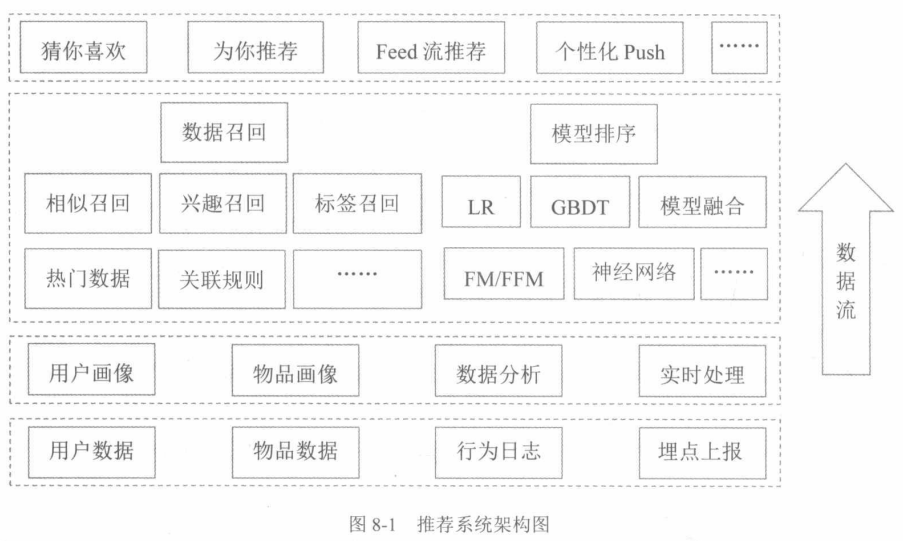 猜你喜欢 为你推荐 Feed 流推荐 个性化 Push ……
数据召回 模型排序
相似召回 兴趣召回 标签召回 LR GBDT 模型融合
热门数据 关联规则 …… FM/FFM 神经网络 ……
用户画像 物品画像 数据分析 实时处理
用户数据 物品数据 行为日志 埋点上报
数据流
图 8-1 推荐系统架构图